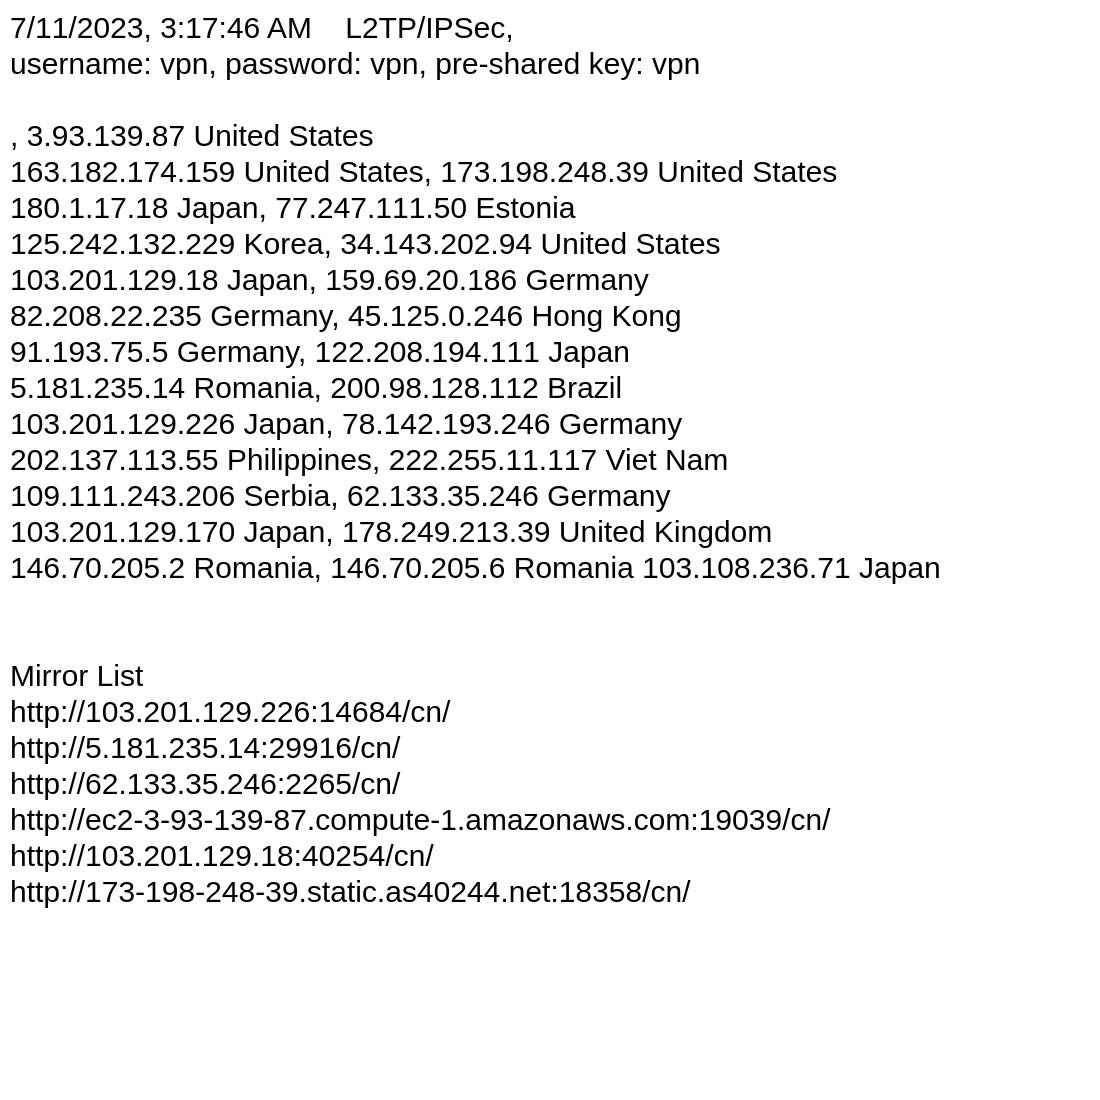 7/11/2023, 3:17:46 AM    L2TP/IPSec,
username: vpn, password: vpn, pre-shared key: vpn
, 3.93.139.87 United States
163.182.174.159 United States, 173.198.248.39 United States
180.1.17.18 Japan, 77.247.111.50 Estonia
125.242.132.229 Korea, 34.143.202.94 United States
103.201.129.18 Japan, 159.69.20.186 Germany
82.208.22.235 Germany, 45.125.0.246 Hong Kong
91.193.75.5 Germany, 122.208.194.111 Japan
5.181.235.14 Romania, 200.98.128.112 Brazil
103.201.129.226 Japan, 78.142.193.246 Germany
202.137.113.55 Philippines, 222.255.11.117 Viet Nam
109.111.243.206 Serbia, 62.133.35.246 Germany
103.201.129.170 Japan, 178.249.213.39 United Kingdom
146.70.205.2 Romania, 146.70.205.6 Romania 103.108.236.71 Japan
Mirror List
http://103.201.129.226:14684/cn/
http://5.181.235.14:29916/cn/
http://62.133.35.246:2265/cn/
http://ec2-3-93-139-87.compute-1.amazonaws.com:19039/cn/
http://103.201.129.18:40254/cn/
http://173-198-248-39.static.as40244.net:18358/cn/